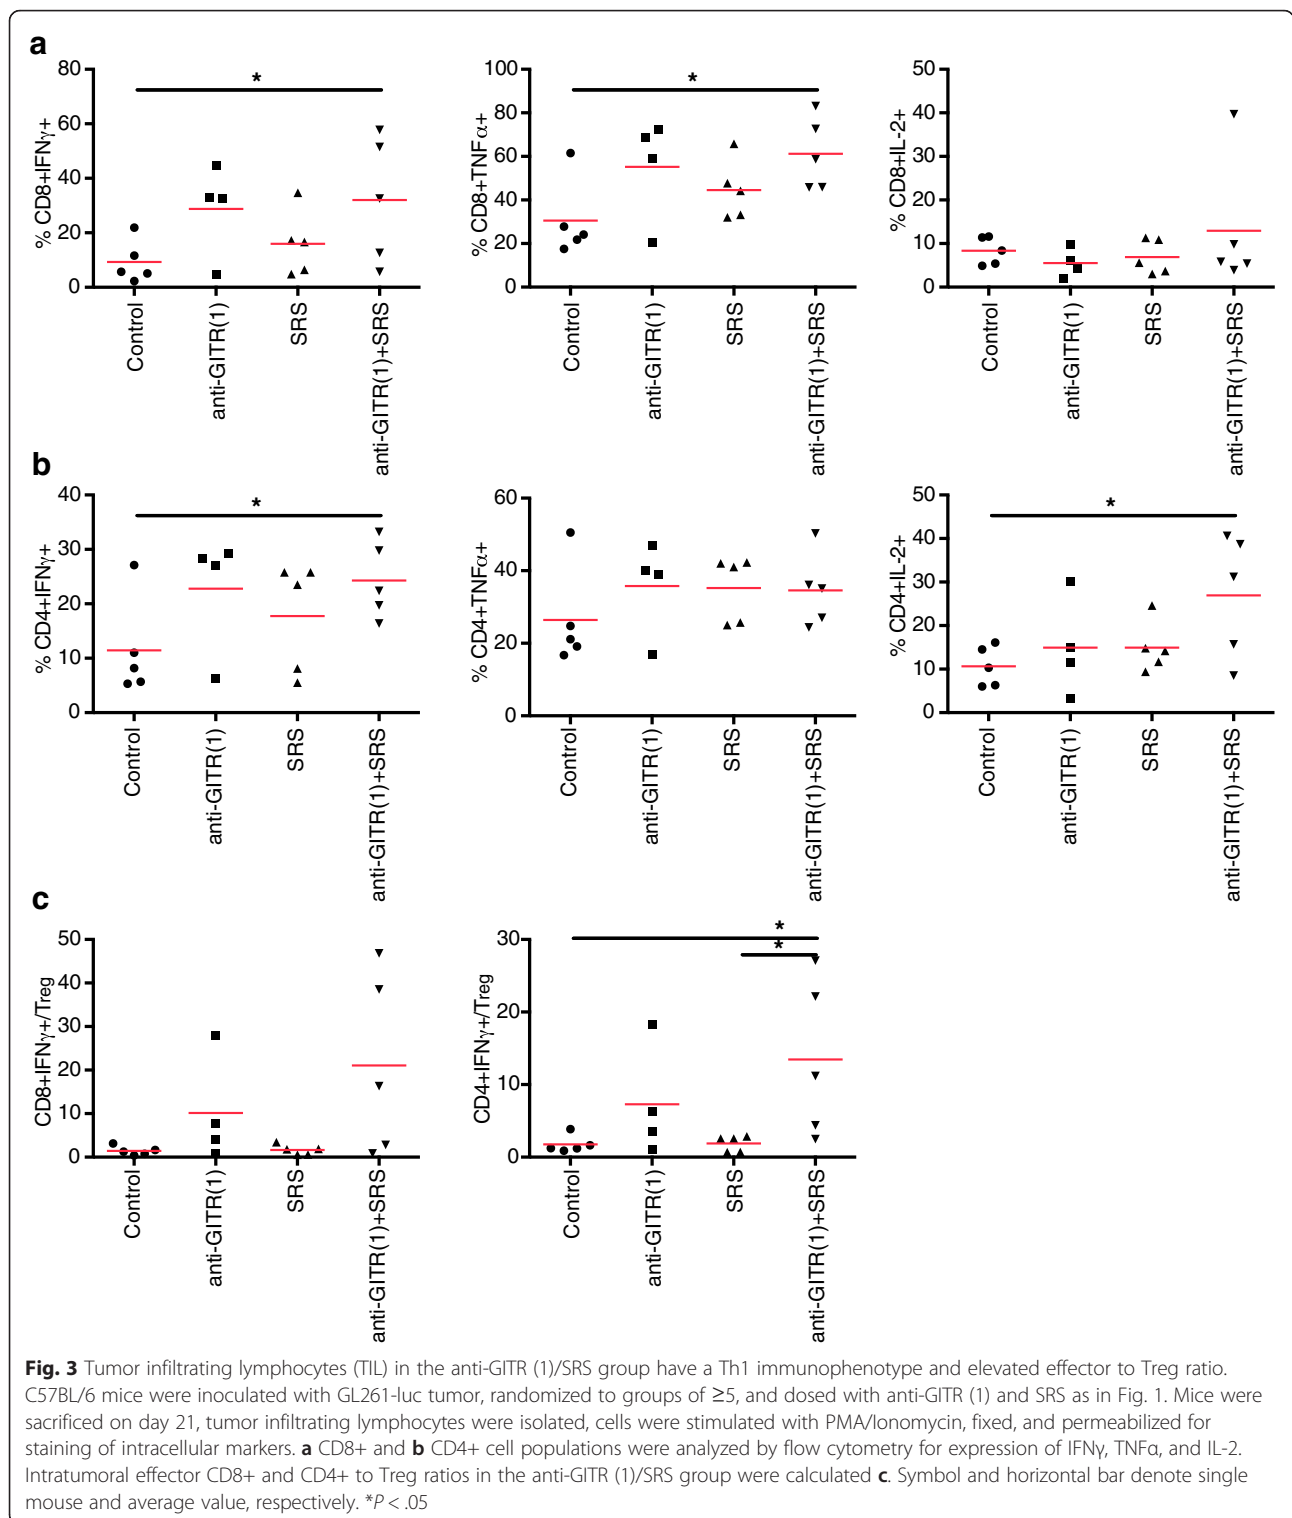 a
80
60
40
20
0
% CD8+IFNγ+
*
Control
anti-GITR(1)
SRS
anti-GITR(1)+SRS
100
80
60
40
20
0
% CD8+TNFα+
*
Control
anti-GITR(1)
SRS
anti-GITR(1)+SRS
50
40
30
20
10
0
% CD8+IL-2+
Control
anti-GITR(1)
SRS
anti-GITR(1)+SRS
b
40
30
20
10
0
% CD4+IFNγ+
*
Control
anti-GITR(1)
SRS
anti-GITR(1)+SRS
60
40
20
0
% CD4+TNFα+
Control
anti-GITR(1)
SRS
anti-GITR(1)+SRS
50
40
30
20
10
0
% CD4+IL-2+
*
Control
anti-GITR(1)
SRS
anti-GITR(1)+SRS
c
50
40
30
20
10
0
CD8+IFNγ+/Treg
Control
anti-GITR(1)
SRS
anti-GITR(1)+SRS
30
20
10
0
CD4+IFNγ+/Treg
*
*
Control
anti-GITR(1)
SRS
anti-GITR(1)+SRS
Fig. 3 Tumor infiltrating lymphocytes (TIL) in the anti-GITR (1)/SRS group have a Th1 immunophenotype and elevated effector to Treg ratio.
C57BL/6 mice were inoculated with GL261-luc tumor, randomized to groups of ≥5, and dosed with anti-GITR (1) and SRS as in Fig. 1. Mice were
sacrificed on day 21, tumor infiltrating lymphocytes were isolated, cells were stimulated with PMA/Ionomycin, fixed, and permeabilized for
staining of intracellular markers. a CD8+ and b CD4+ cell populations were analyzed by flow cytometry for expression of IFNγ, TNFα, and IL-2.
Intratumoral effector CD8+ and CD4+ to Treg ratios in the anti-GITR (1)/SRS group were calculated c. Symbol and horizontal bar denote single
mouse and average value, respectively. *P < .05